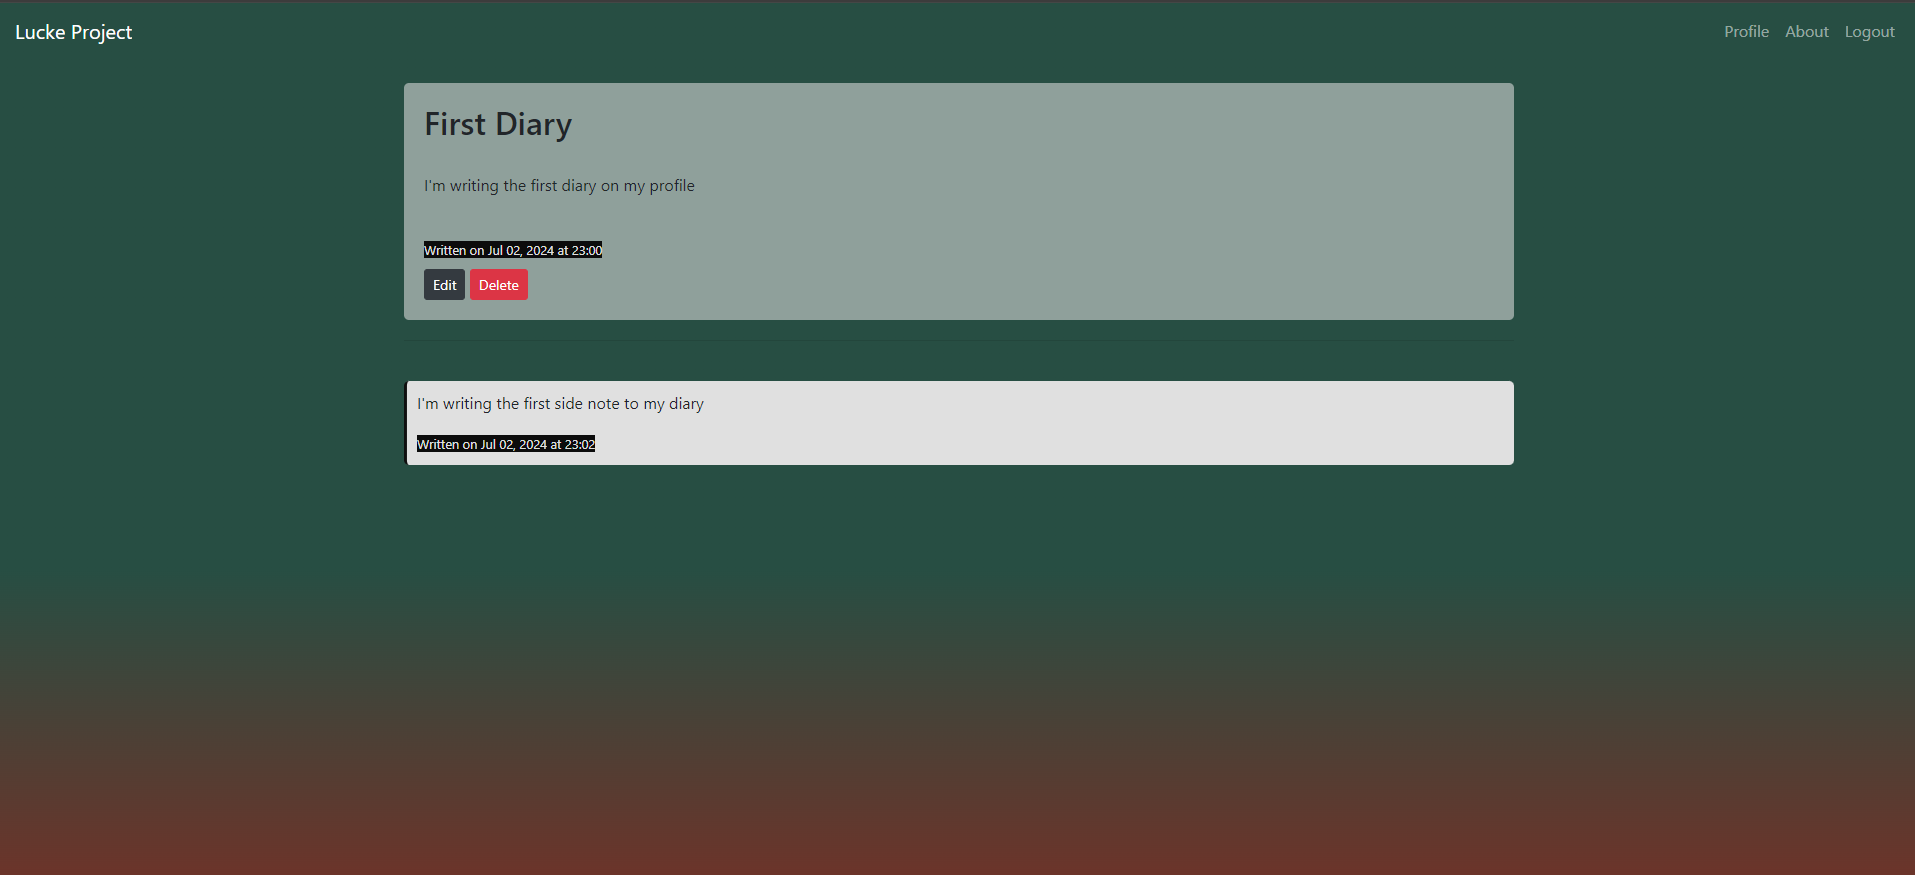 Lucke Project
Profile About Logout
First Diary
I'm writing the first diary on my profile
Written on Jul 02, 2024 at 23:00
Edit Delete
I'm writing the first side note to my diary
Written on Jul 02, 2024 at 23:02